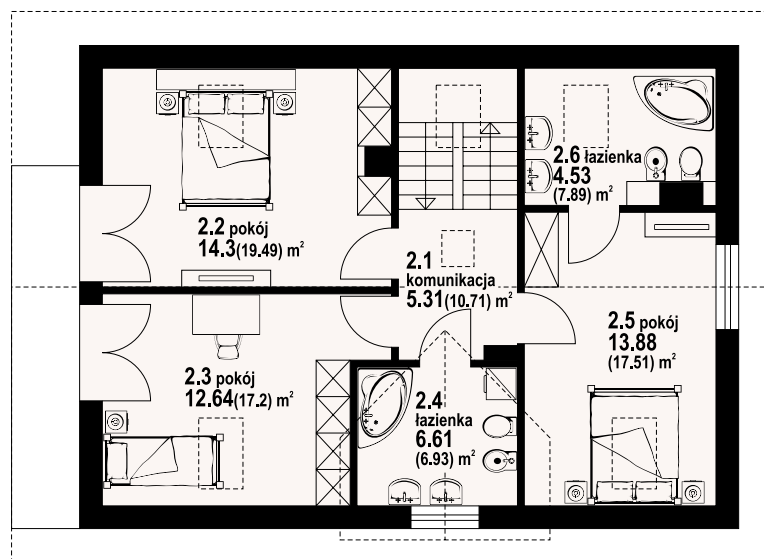 2.6 łazienka
4.53
(7.89) m²
2.2 pokój
14.3(19.49) m²
2.1
komunikacja
5.31(10.71) m²
2.5 pokój
13.88
(17.51) m²
2.3 pokój
12.64(17.2) m²
2.4
łazienka
6.61
(6.93) m²